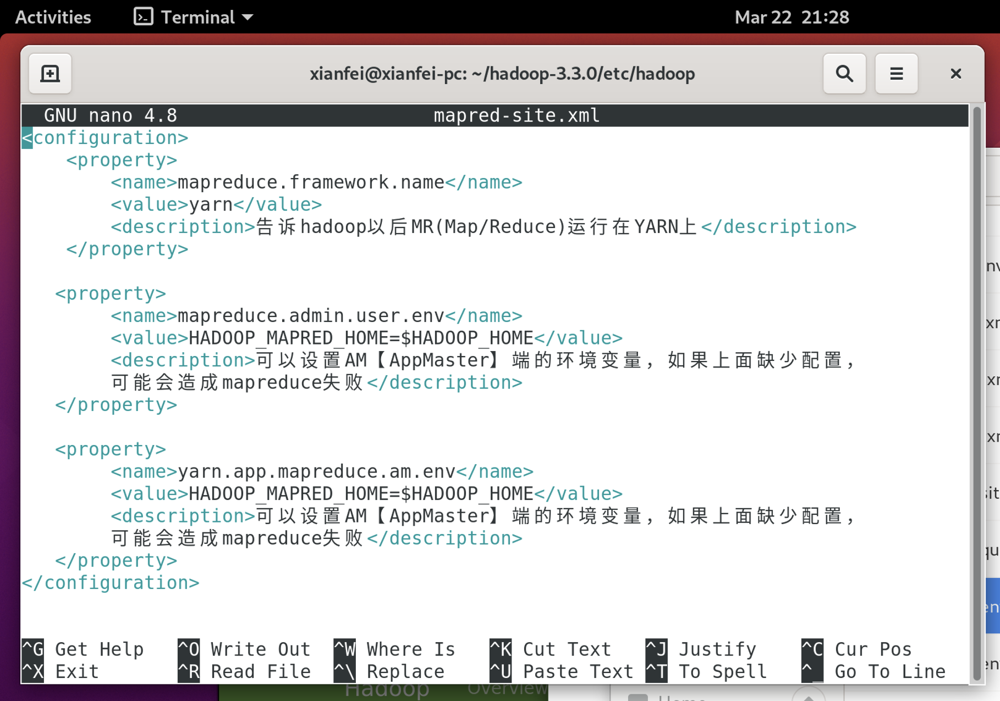 Activities
Terminal
Mar 22 21:28
xianfei@xianfei-pc: ~/hadoop-3.3.0/etc/hadoop
GNU nano 4.8 mapred-site.xml
<configuration>
<property>
<name>mapreduce.framework.name</name>
<value>yarn</value>
<description>告诉hadoop以后MR(Map/Reduce)运行在YARN上</description>
</property>
<property>
<name>mapreduce.admin.user.env</name>
<value>HADOOP_MAPRED_HOME=$HADOOP_HOME</value>
<description>可以设置AM【AppMaster】端的环境变量，如果上面缺少配置，
可能会造成mapreduce失败</description>
</property>
<property>
<name>yarn.app.mapreduce.am.env</name>
<value>HADOOP_MAPRED_HOME=$HADOOP_HOME</value>
<description>可以设置AM【AppMaster】端的环境变量，如果上面缺少配置，
可能会造成mapreduce失败</description>
</property>
</configuration>
^G Get Help ^O Write Out ^W Where Is ^K Cut Text ^J Justify ^C Cur Pos
^X Exit ^R Read File ^\ Replace ^U Paste Text ^T To Spell ^_ Go To Line
Hadoop Overview